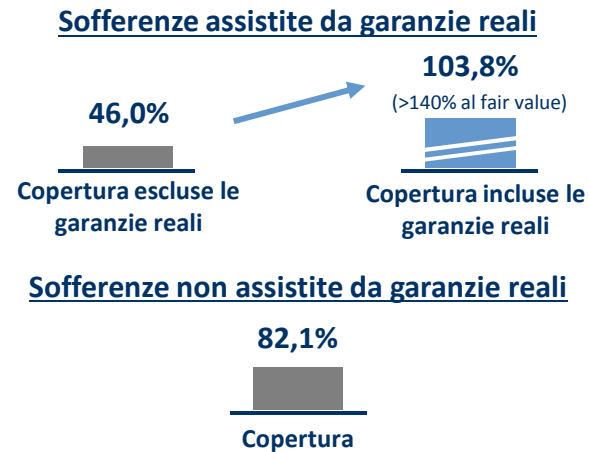 Sofferenze assistite da garanzie reali
103,8%
(>140% al fair value)
46,0%
Copertura escluse le
garanzie reali
Copertura incluse le
garanzie reali
Sofferenze non assistite da garanzie reali
82,1%
Copertura